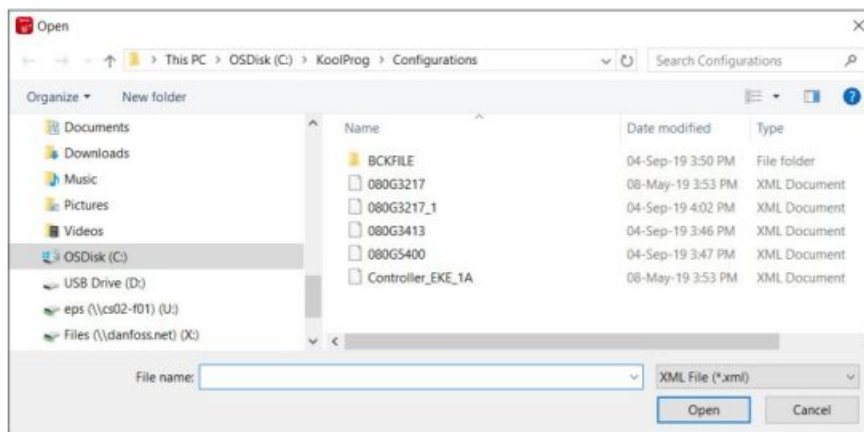 Open
This PC > OSDisk (C:) > KoolProg > Configurations
Search Configurations
Organize
New folder
Documents
Downloads
Music
Pictures
Videos
OSDisk (C:)
USB Drive (D:)
eps (\\cs02-f01) (U:)
Files (\\danfoss.net) (X:)
Name Date modified Type
BCKFILE 04-Sep-19 3:50 PM File folder
080G3217 08-May-19 3:53 PM XML Document
080G3217_1 04-Sep-19 4:02 PM XML Document
080G3413 04-Sep-19 3:46 PM XML Document
080G5400 04-Sep-19 3:47 PM XML Document
Controller_EKE_1A 08-May-19 3:53 PM XML Document
File name:
XML File (*.xml)
Open
Cancel